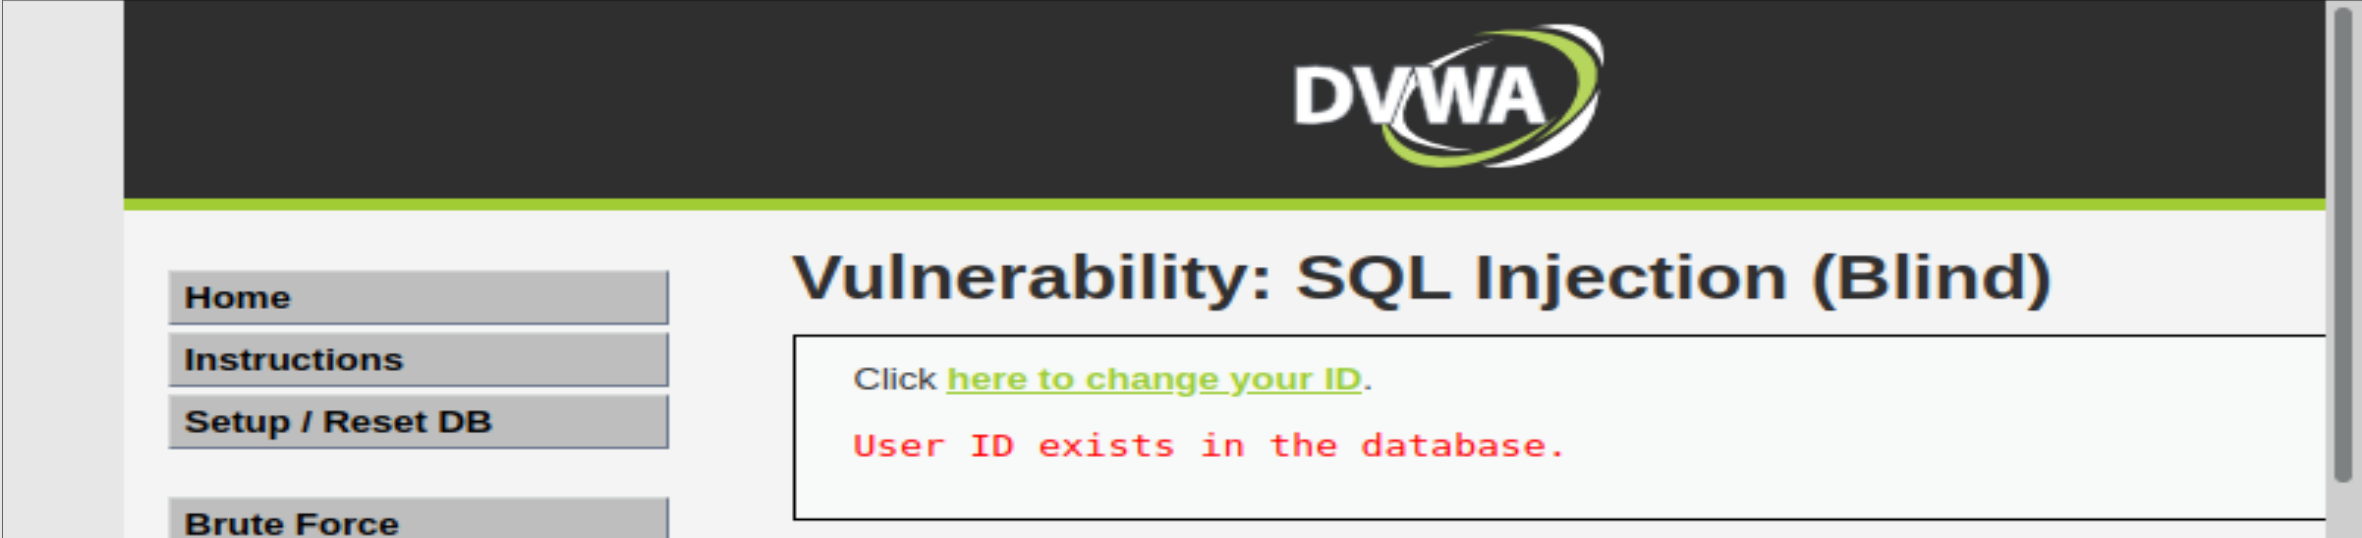 DVWA
Vulnerability: SQL Injection (Blind)
Home
Instructions
Setup / Reset DB
Brute Force
Click here to change your ID.
User ID exists in the database.